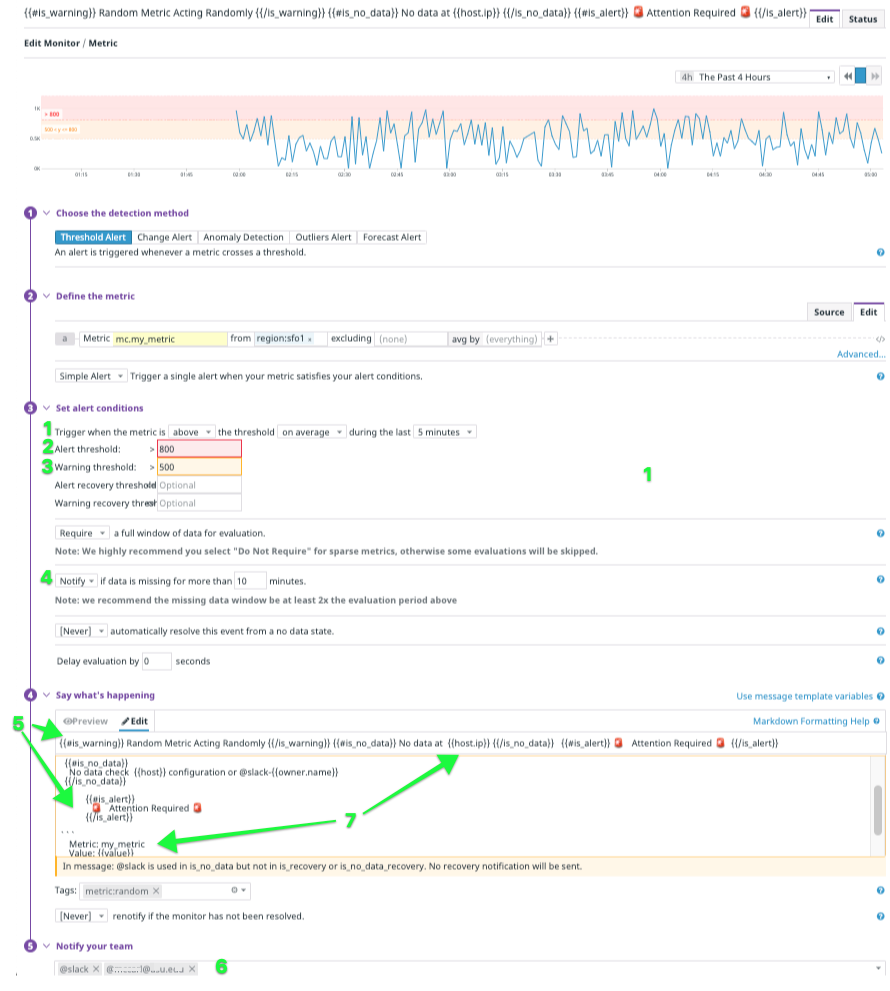 {{#is_warning}} Random Metric Acting Randomly {{/is_warning}} {{#is_no_data}} No data at {{host.ip}} {{/is_no_data}} {{#is_alert}} 🚨 Attention Required 🚨 {{/is_alert}}
Edit Status
Edit Monitor / Metric
4h The Past 4 Hours
1K
> 800
500 < y <= 800
0.5K
0K
01:15 01:30 01:45 02:00 02:15 02:30 02:45 03:00 03:15 03:30 03:45 04:00 04:15 04:30 04:45 05:00
1 Choose the detection method
Threshold Alert Change Alert Anomaly Detection Outliers Alert Forecast Alert
An alert is triggered whenever a metric crosses a threshold.
2 Define the metric
Source Edit
a Metric mc.my_metric from region:sfo1 × excluding (none) avg by (everything) +
Advanced...
Simple Alert Trigger a single alert when your metric satisfies your alert conditions.
3 Set alert conditions
1 Trigger when the metric is above the threshold on average during the last 5 minutes
2 Alert threshold: > 800
3 Warning threshold: > 500
1
Alert recovery threshold Optional
Warning recovery thresh Optional
Require a full window of data for evaluation.
Note: We highly recommend you select "Do Not Require" for sparse metrics, otherwise some evaluations will be skipped.
4 Notify if data is missing for more than 10 minutes.
Note: we recommend the missing data window be at least 2x the evaluation period above
[Never] automatically resolve this event from a no data state.
Delay evaluation by 0 seconds
4 Say what's happening
Use message template variables
5
Preview Edit
Markdown Formatting Help
{{#is_warning}} Random Metric Acting Randomly {{/is_warning}} {{#is_no_data}} No data at {{host.ip}} {{/is_no_data}} {{#is_alert}} 🚨 Attention Required 🚨 {{/is_alert}}
{{#is_no_data}}
No data check {{host}} configuration or @slack-{{owner.name}}
{{/is_no_data}}
{{#is_alert}}
🚨 Attention Required 🚨
{{/is_alert}}
7
```
Metric: my_metric
Value: {{value}}
In message: @slack is used in is_no_data but not in is_recovery or is_no_data_recovery. No recovery notification will be sent.
Tags: metric:random ×
[Never] renotify if the monitor has not been resolved.
5 Notify your team
@slack × 6